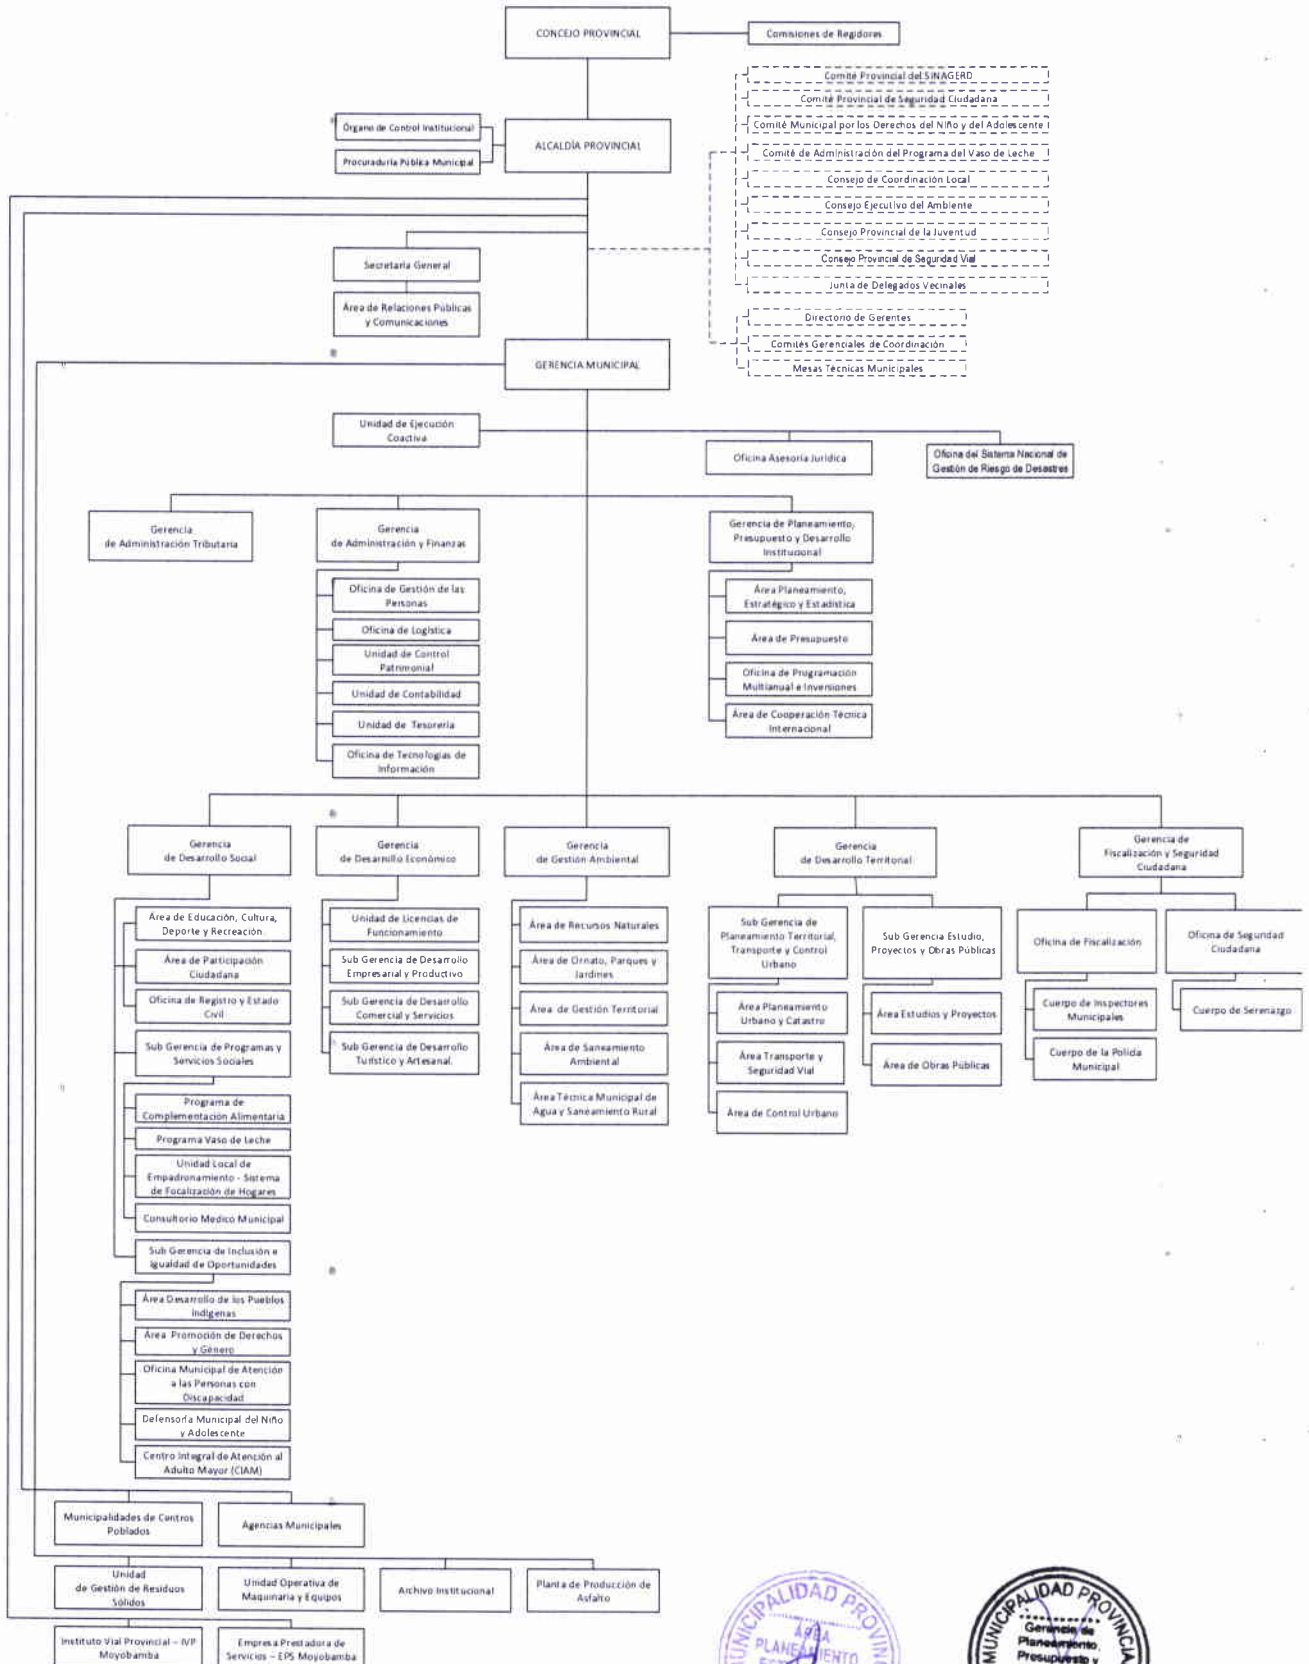 CONCEJO PROVINCIAL
Comisiones de Regidores
Comité Provincial del SINAGERD
Comité Provincial de Seguridad Ciudadana
Comité Municipal por los Derechos del Niño y del Adolescente
Comité de Administración del Programa del Vaso de Leche
Consejo de Coordinación Local
Consejo Ejecutivo del Ambiente
Consejo Provincial de la Juventud
Consejo Provincial de Seguridad Vial
Junta de Delegados Vecinales
Directorio de Gerentes
Comités Gerenciales de Coordinación
Mesas Técnicas Municipales
Órgano de Control Institucional
Procuraduría Pública Municipal
ALCALDÍA PROVINCIAL
Secretaría General
Área de Relaciones Públicas
y Comunicaciones
GERENCIA MUNICIPAL
Unidad de Ejecución
Coactiva
Oficina Asesoría Jurídica
Oficina del Sistema Nacional de
Gestión de Riesgo de Desastres
Gerencia
de Administración Tributaria
Gerencia
de Administración y Finanzas
Oficina de Gestión de las
Personas
Oficina de Logística
Unidad de Control
Patrimonial
Unidad de Contabilidad
Unidad de Tesorería
Oficina de Tecnologías de
Información
Gerencia de Planeamiento,
Presupuesto y Desarrollo
Institucional
Área Planeamiento,
Estratégico y Estadística
Área de Presupuesto
Oficina de Programación
Multianual e Inversiones
Área de Cooperación Técnica
Internacional
Gerencia
de Desarrollo Social
Área de Educación, Cultura,
Deporte y Recreación
Área de Participación
Ciudadana
Oficina de Registro y Estado
Civil
Sub Gerencia de Programas y
Servicios Sociales
Programa de
Complementación Alimentaria
Programa Vaso de Leche
Unidad Local de
Empadronamiento - Sistema
de Focalización de Hogares
Consultorio Medico Municipal
Sub Gerencia de Inclusión e
Igualdad de Oportunidades
Área Desarrollo de los Pueblos
Indígenas
Área Promoción de Derechos
y Género
Oficina Municipal de Atención
a las Personas con
Discapacidad
Defensoría Municipal del Niño
y Adolescente
Centro Integral de Atención al
Adulto Mayor (CIAM)
Gerencia
de Desarrollo Económico
Unidad de Licencias de
Funcionamiento
Sub Gerencia de Desarrollo
Empresarial y Productivo
Sub Gerencia de Desarrollo
Comercial y Servicios
Sub Gerencia de Desarrollo
Turístico y Artesanal.
Gerencia
de Gestión Ambiental
Área de Recursos Naturales
Área de Ornato, Parques y
Jardines
Área de Gestión Territorial
Área de Saneamiento
Ambiental
Área Técnica Municipal de
Agua y Saneamiento Rural
Gerencia
de Desarrollo Territorial
Sub Gerencia de
Planeamiento Territorial,
Transporte y Control
Urbano
Área Planeamiento
Urbano y Catastro
Área Transporte y
Seguridad Vial
Área de Control Urbano
Sub Gerencia Estudio,
Proyectos y Obras Públicas
Área Estudios y Proyectos
Área de Obras Públicas
Gerencia de
Fiscalización y Seguridad
Ciudadana
Oficina de Fiscalización
Cuerpo de Inspectores
Municipales
Cuerpo de la Policía
Municipal
Oficina de Seguridad
Ciudadana
Cuerpo de Serenazgo
Municipalidades de Centros
Poblados
Agencias Municipales
Unidad
de Gestión de Residuos
Sólidos
Unidad Operativa de
Maquinaria y Equipos
Archivo Institucional
Planta de Producción de
Asfalto
Instituto Vial Provincial – IVP
Moyobamba
Empresa Prestadora de
Servicios – EPS Moyobamba
ÁREA
PLANEAMIENTO
MUNICIPALIDAD PROVINCIA
Gerencia de
Planeamiento,
Presupuesto y